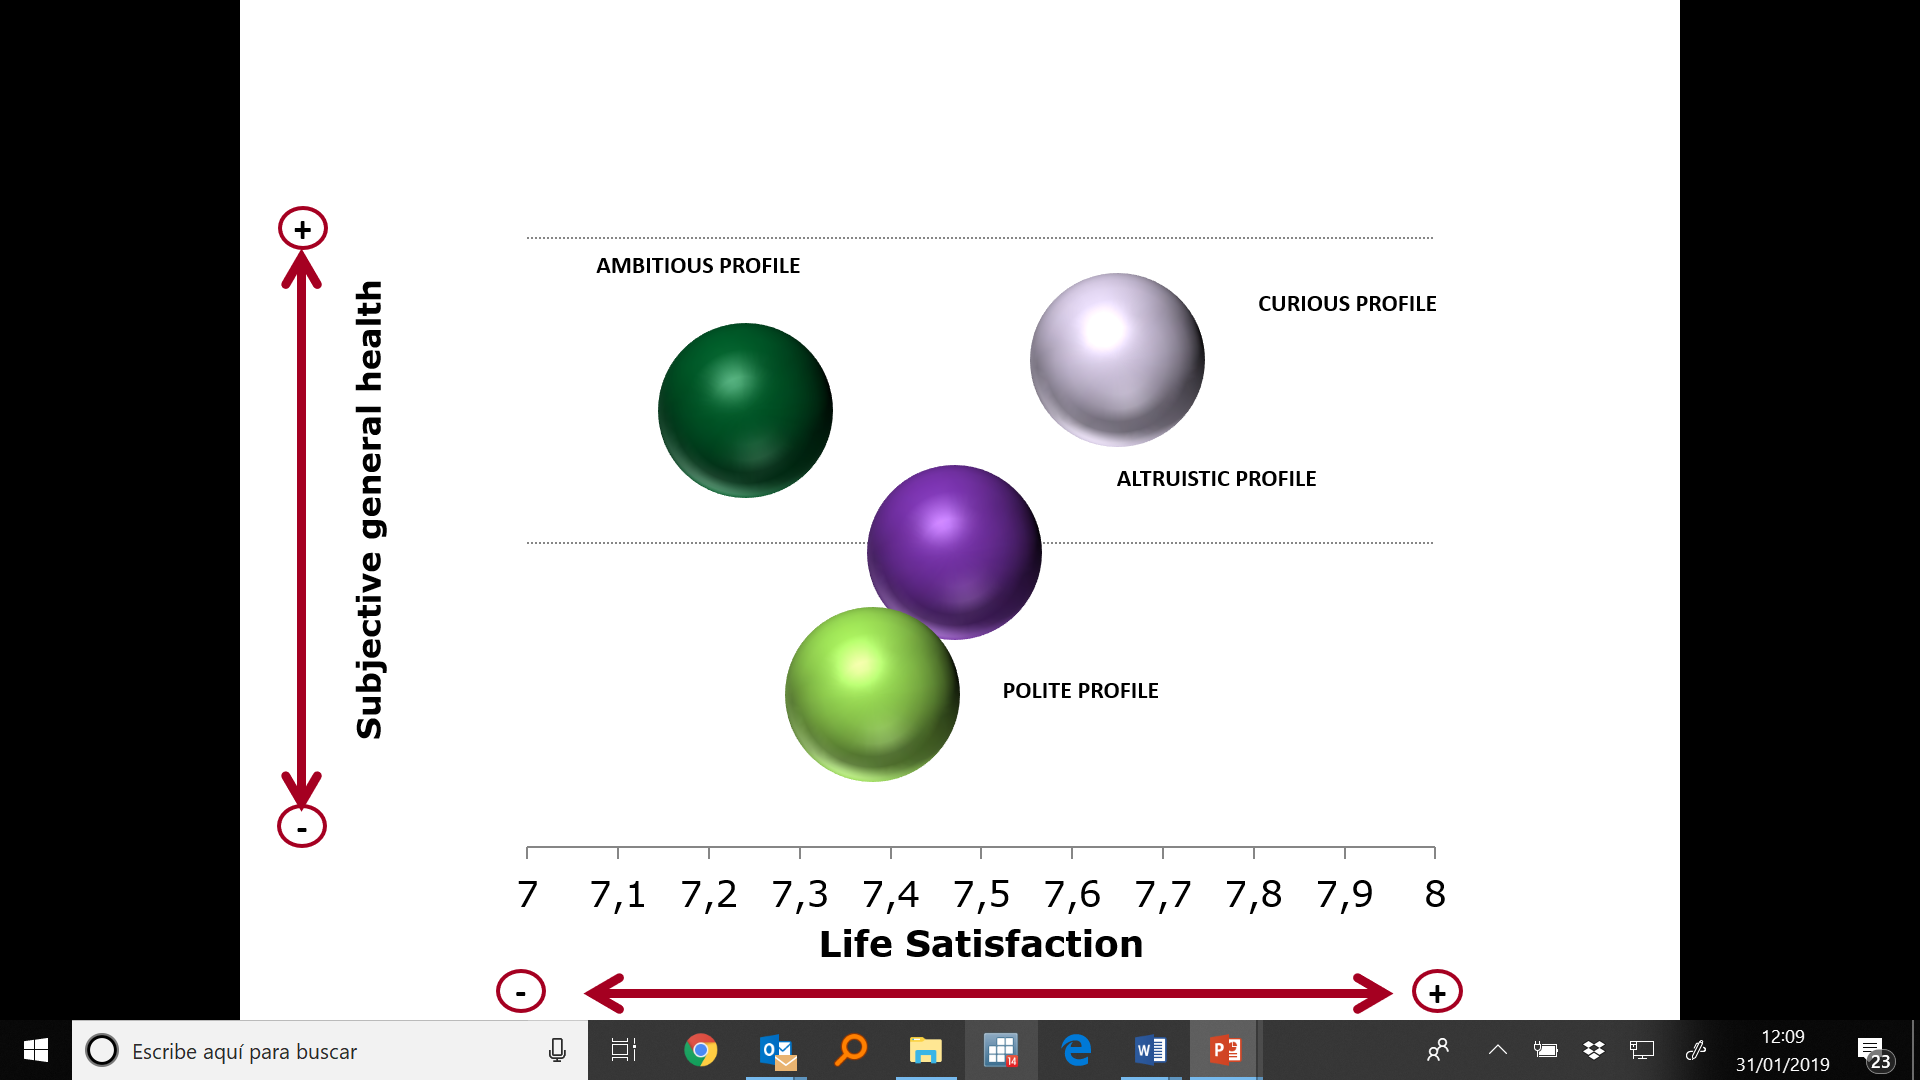 +
AMBITIOUS PROFILE
CURIOUS PROFILE
Subjective general health
ALTRUISTIC PROFILE
POLITE PROFILE
-
7 7,1 7,2 7,3 7,4 7,5 7,6 7,7 7,8 7,9 8
Life Satisfaction
- +
Escribe aquí para buscar
O
14
W
P
12:09
31/01/2019
23